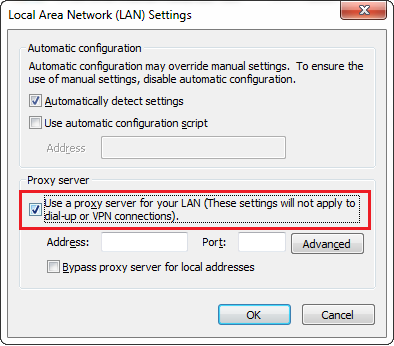 Local Area Network (LAN) Settings
Automatic configuration
Automatic configuration may override manual settings. To ensure the
use of manual settings, disable automatic configuration.
Automatically detect settings
Use automatic configuration script
Address
Proxy server
Use a proxy server for your LAN (These settings will not apply to
dial-up or VPN connections).
Address: Port: Advanced
Bypass proxy server for local addresses
OK Cancel